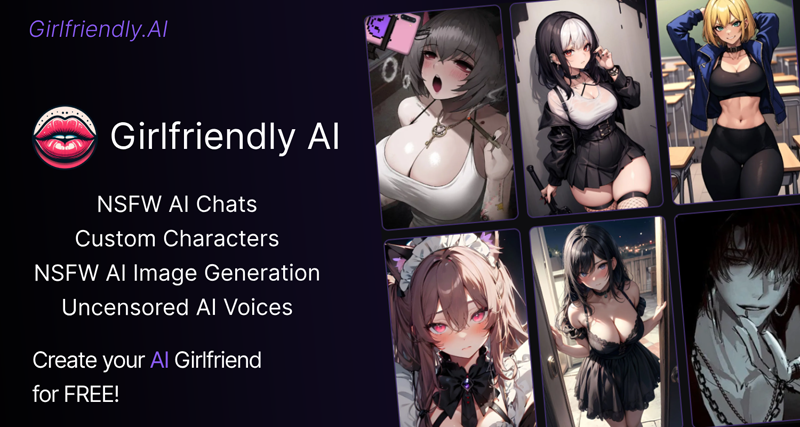 Girlfriendly.AI
Girlfriendly AI
NSFW AI Chats
Custom Characters
NSFW AI Image Generation
Uncensored AI Voices
Create your AI Girlfriend
for FREE!